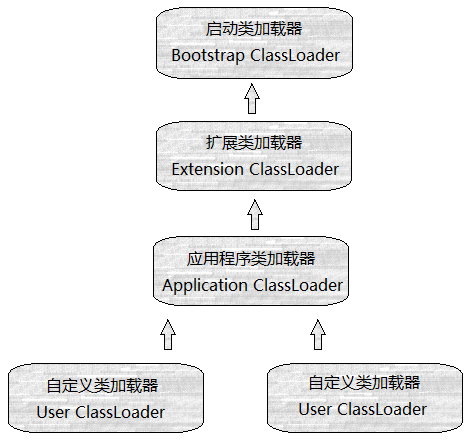 启动类加载器
Bootstrap ClassLoader
扩展类加载器
Extension ClassLoader
应用程序类加载器
Application ClassLoader
自定义类加载器
User ClassLoader
自定义类加载器
User ClassLoader